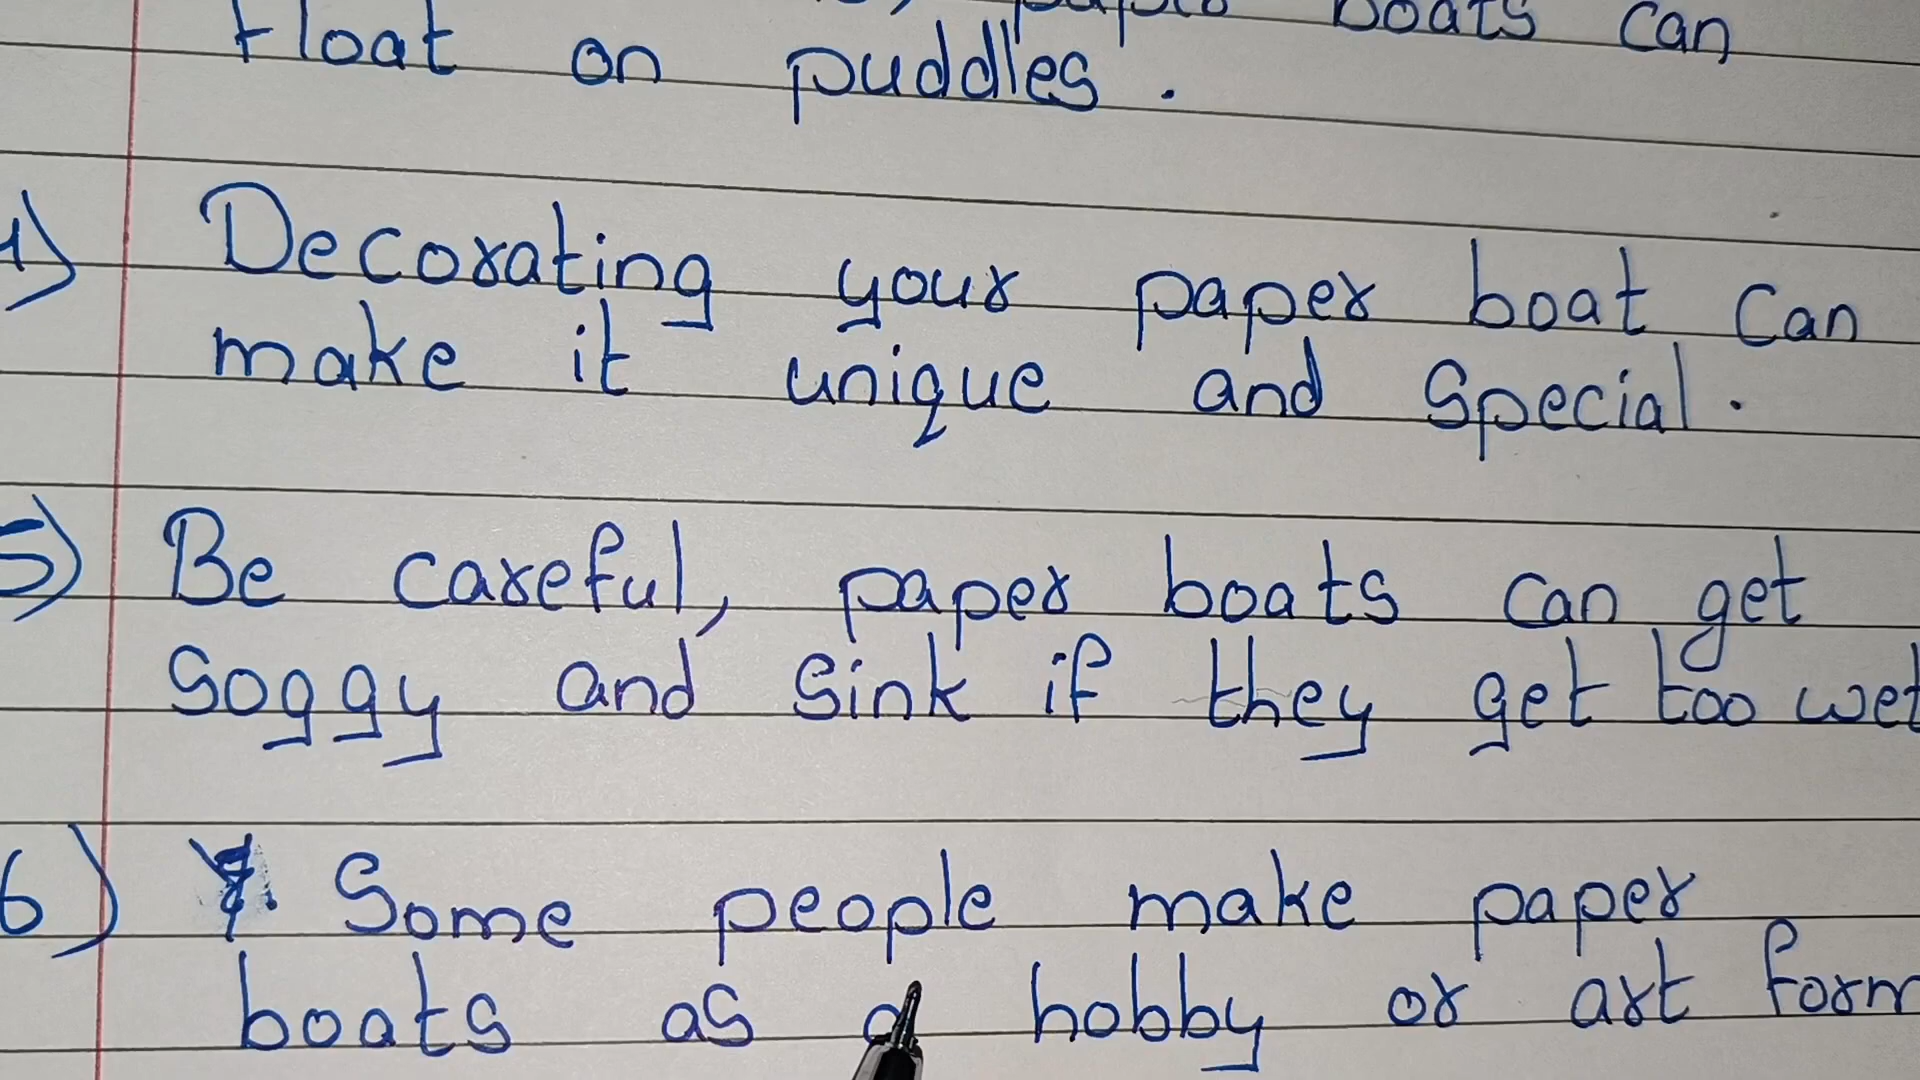 boats can
float on puddles.
4) Decorating your paper boat can
make it unique and special.
5) Be careful, paper boats can get
soggy and sink if they get too wet
6) Some people make paper
boats as a hobby or art form